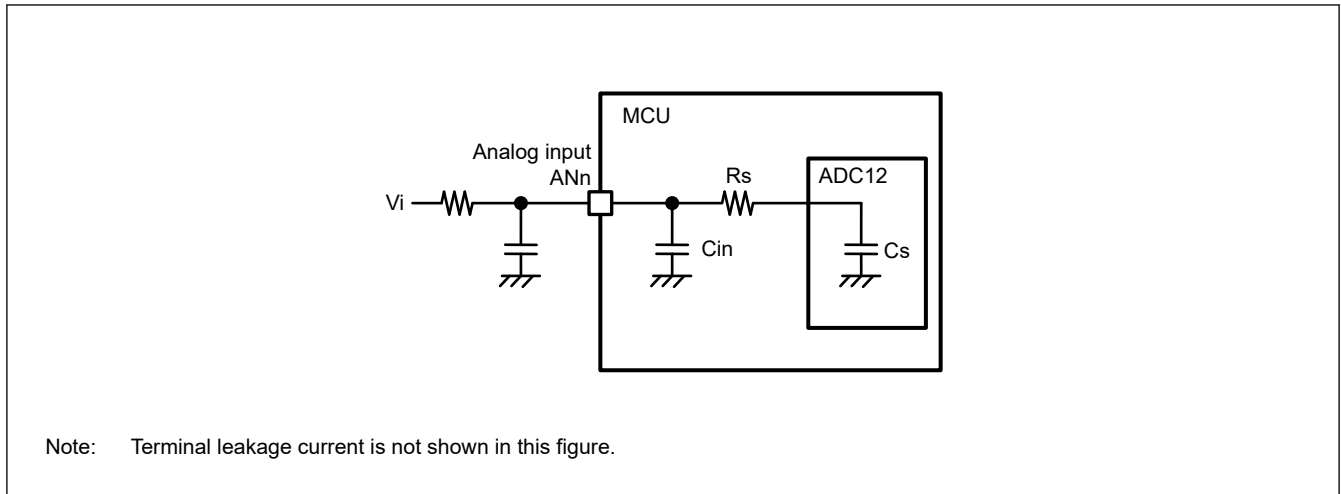 MCU
Analog input
ANn
Rs
ADC12
Vi
Cin
Cs
Note: Terminal leakage current is not shown in this figure.